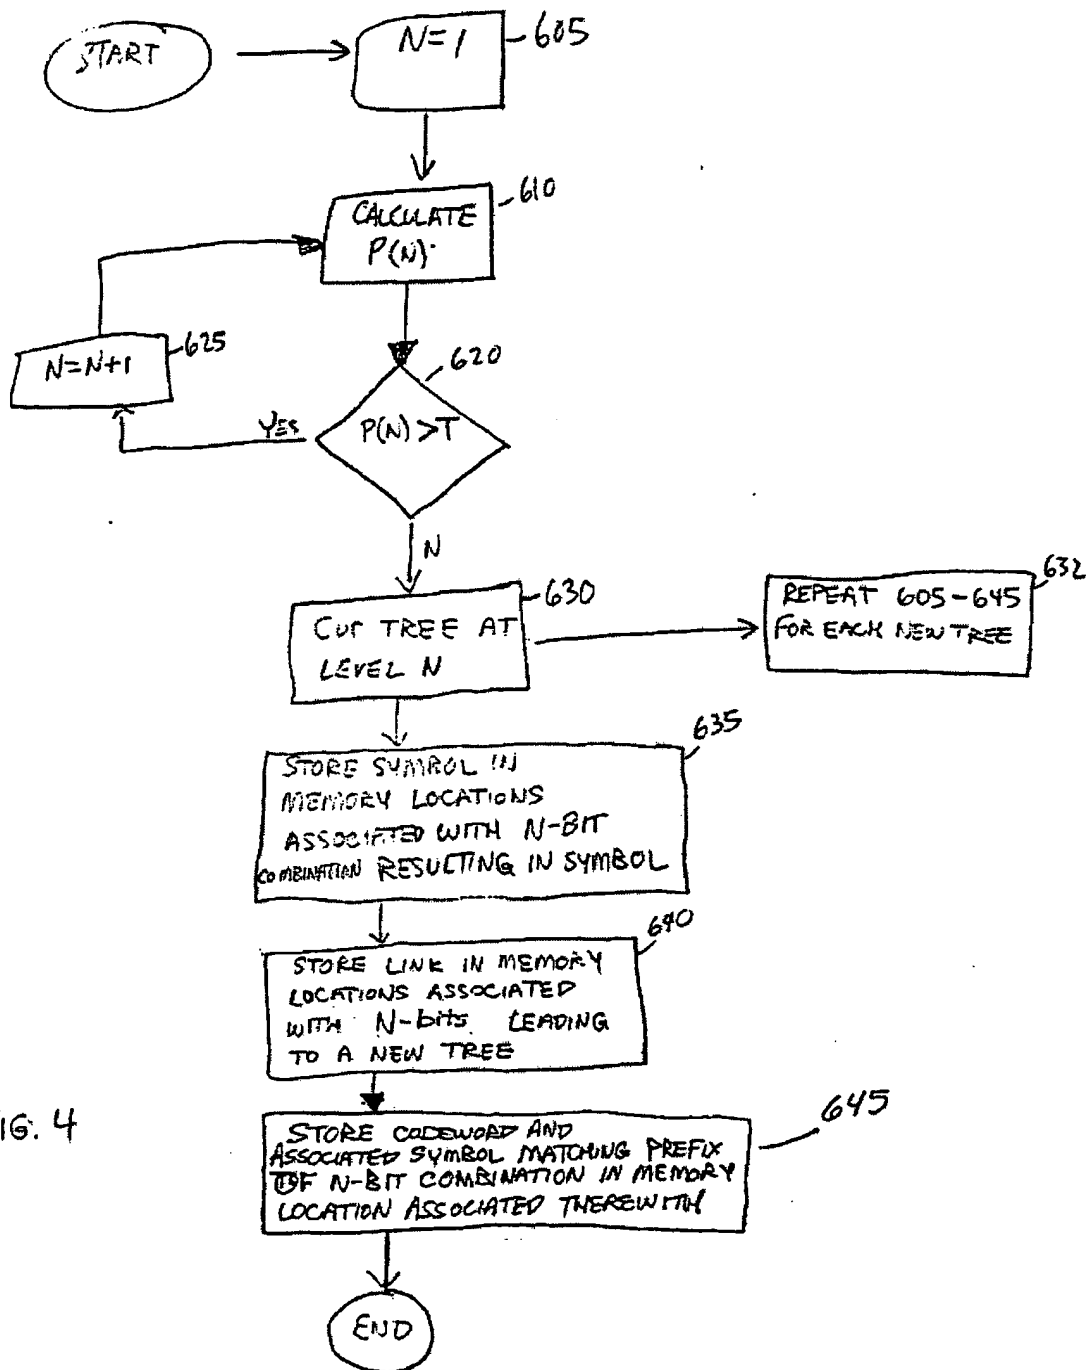 START
N=1
605
CALCULATE
P(N)
610
N=N+1
625
620
P(N) >T
YES
N
CUT TREE AT
LEVEL N
630
REPEAT 605-645
FOR EACH NEW TREE
632
STORE SYMBOL IN
MEMORY LOCATIONS
ASSOCIATED WITH N-BIT
COMBINATION RESULTING IN SYMBOL
635
STORE LINK IN MEMORY
LOCATIONS ASSOCIATED
WITH N-bits LEADING
TO A NEW TREE
640
STORE CODEWORD AND
ASSOCIATED SYMBOL MATCHING PREFIX
OF N-BIT COMBINATION IN MEMORY
LOCATION ASSOCIATED THEREWITH
645
IG. 4
END